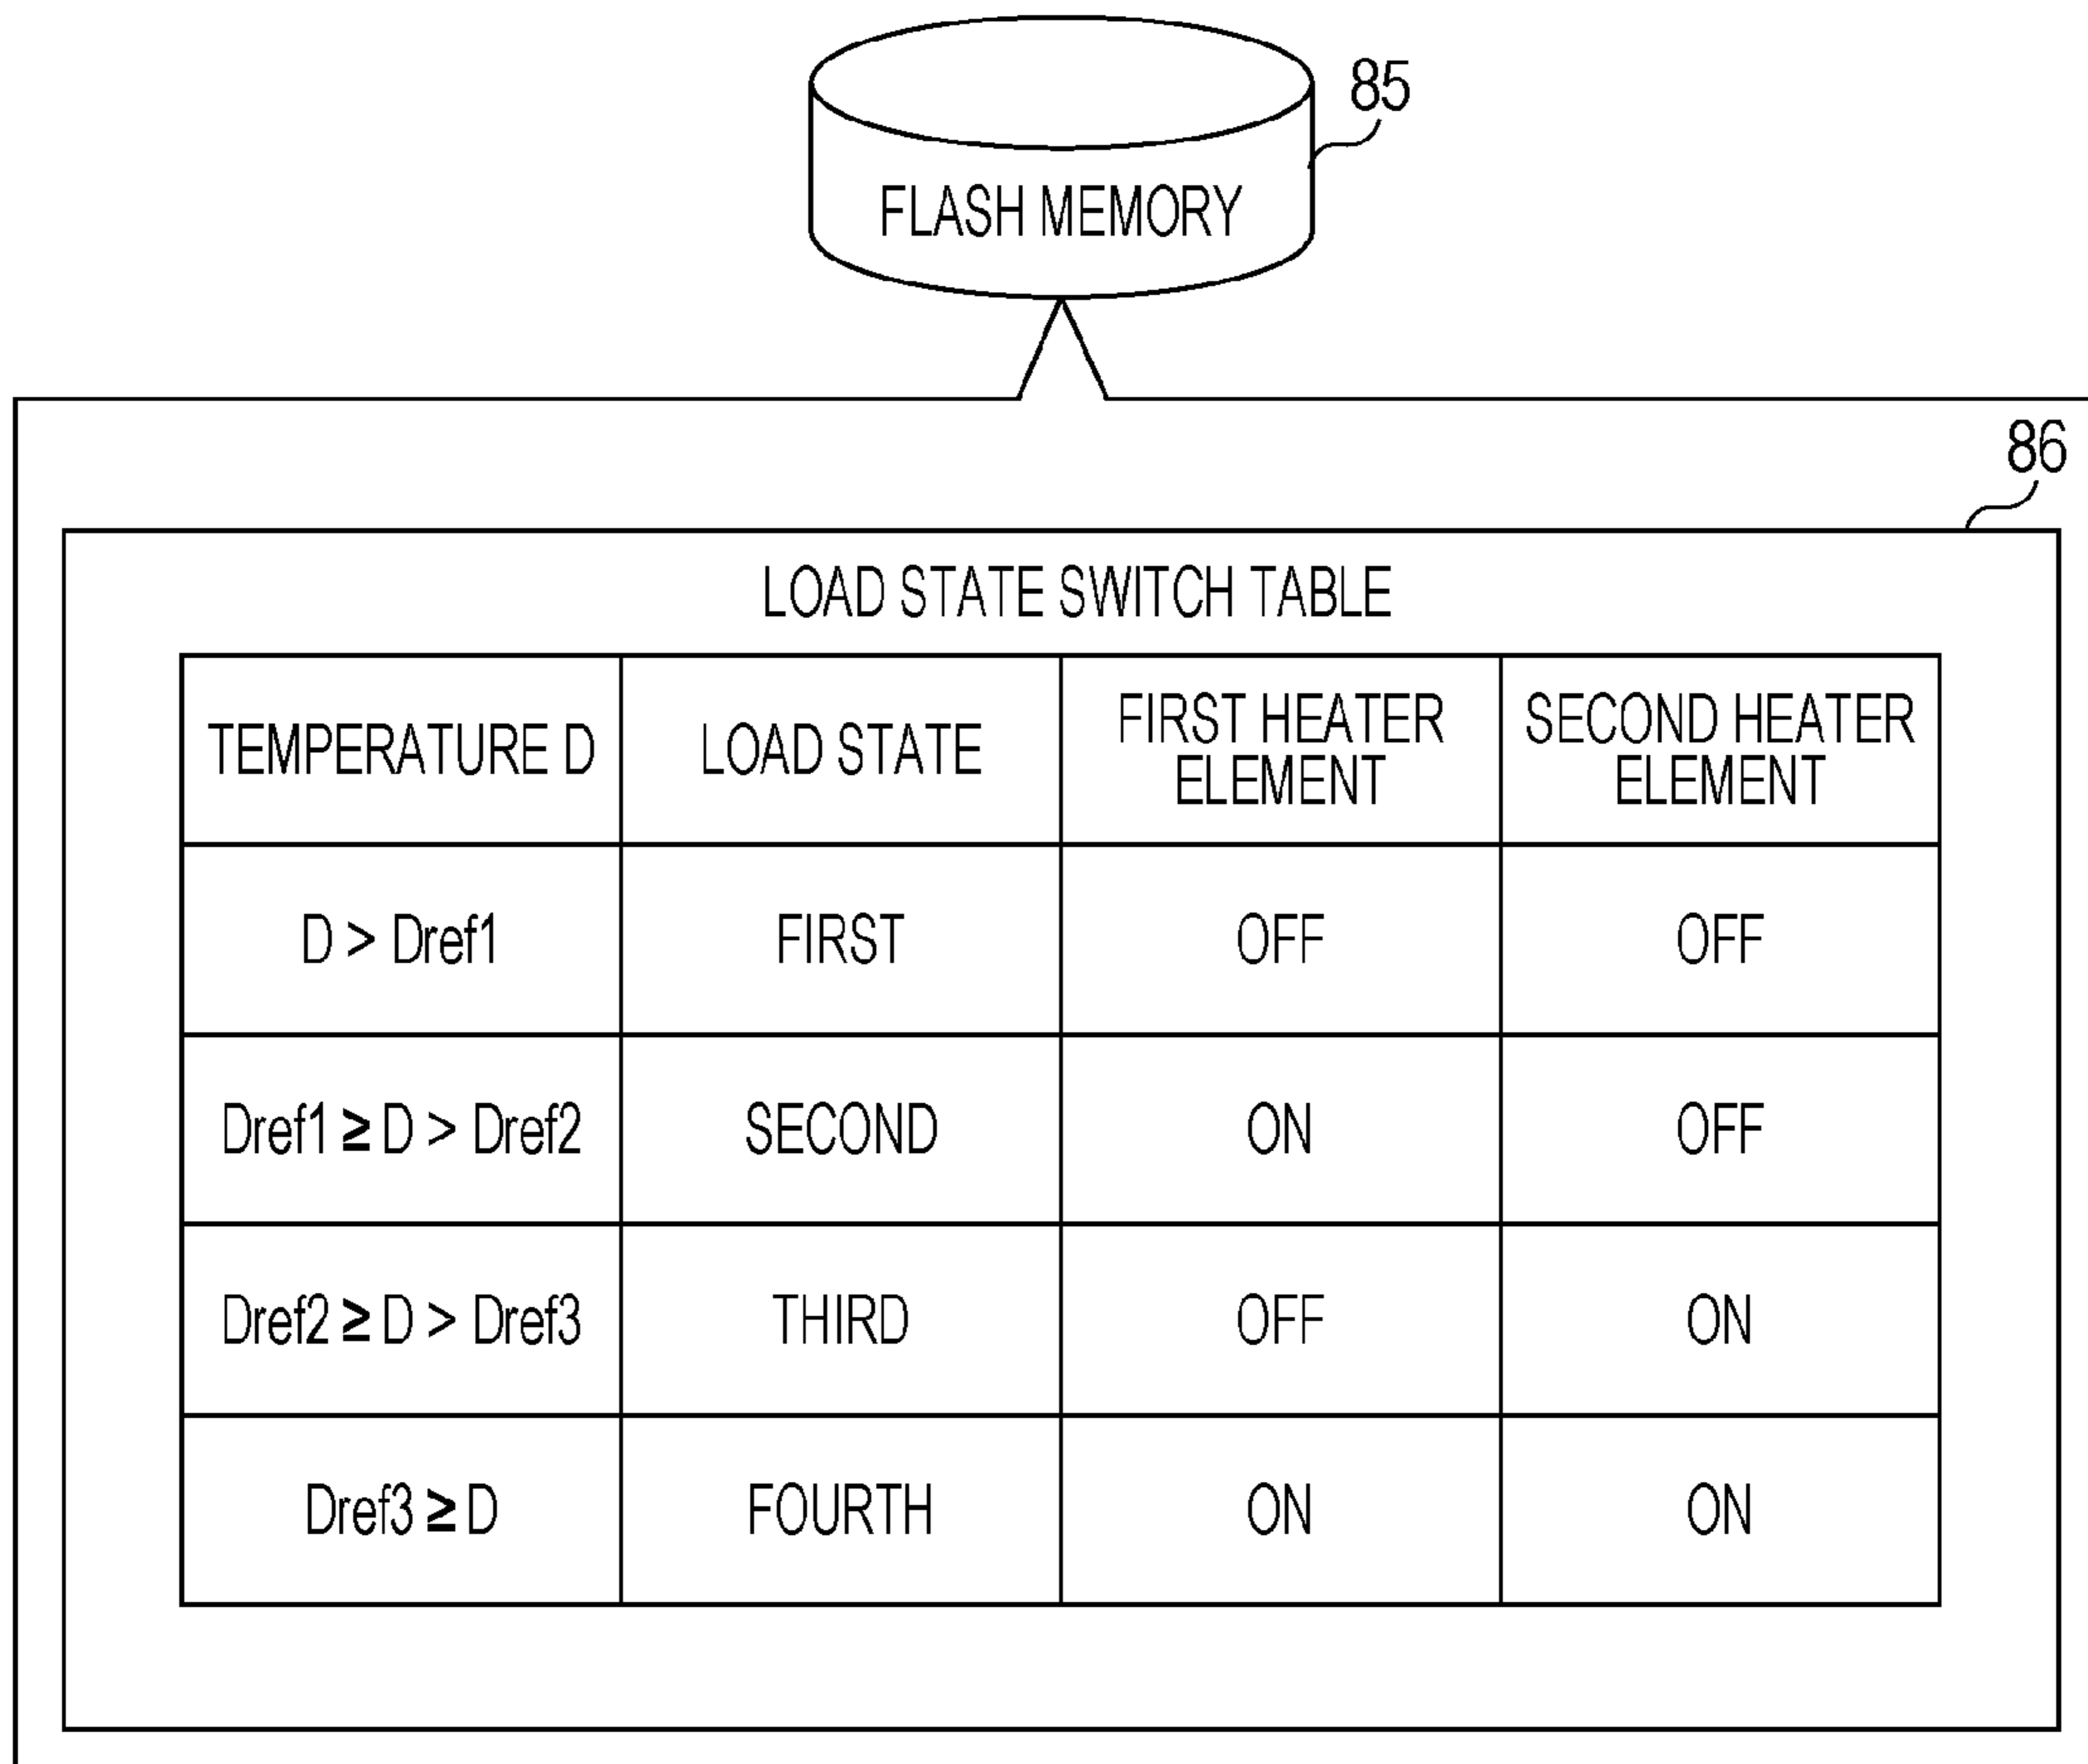 85
FLASH MEMORY
86
LOAD STATE SWITCH TABLE
TEMPERATURE D
LOAD STATE
FIRST HEATER
ELEMENT
SECOND HEATER
ELEMENT
D > Dref1
FIRST
OFF
OFF
Dref1 ≥ D > Dref2
SECOND
ON
OFF
Dref2 ≥ D > Dref3
THIRD
OFF
ON
Dref3 ≥ D
FOURTH
ON
ON